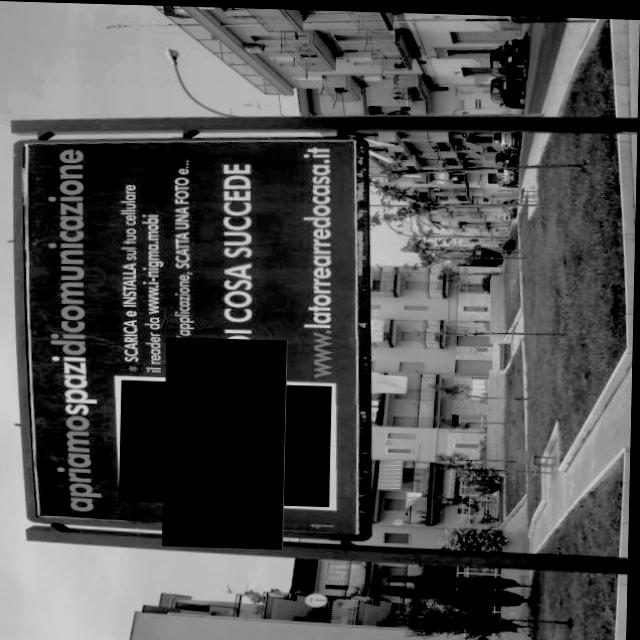 apriamospazidicomunicazione
* SCARICA e INSTALLA sul tuo cellulare
il reader da www.i-nigma.mobi
applicazione, SCATTA UNA FOTO e...
DI COSA SUCCEDE
www.latorrearredocasa.it